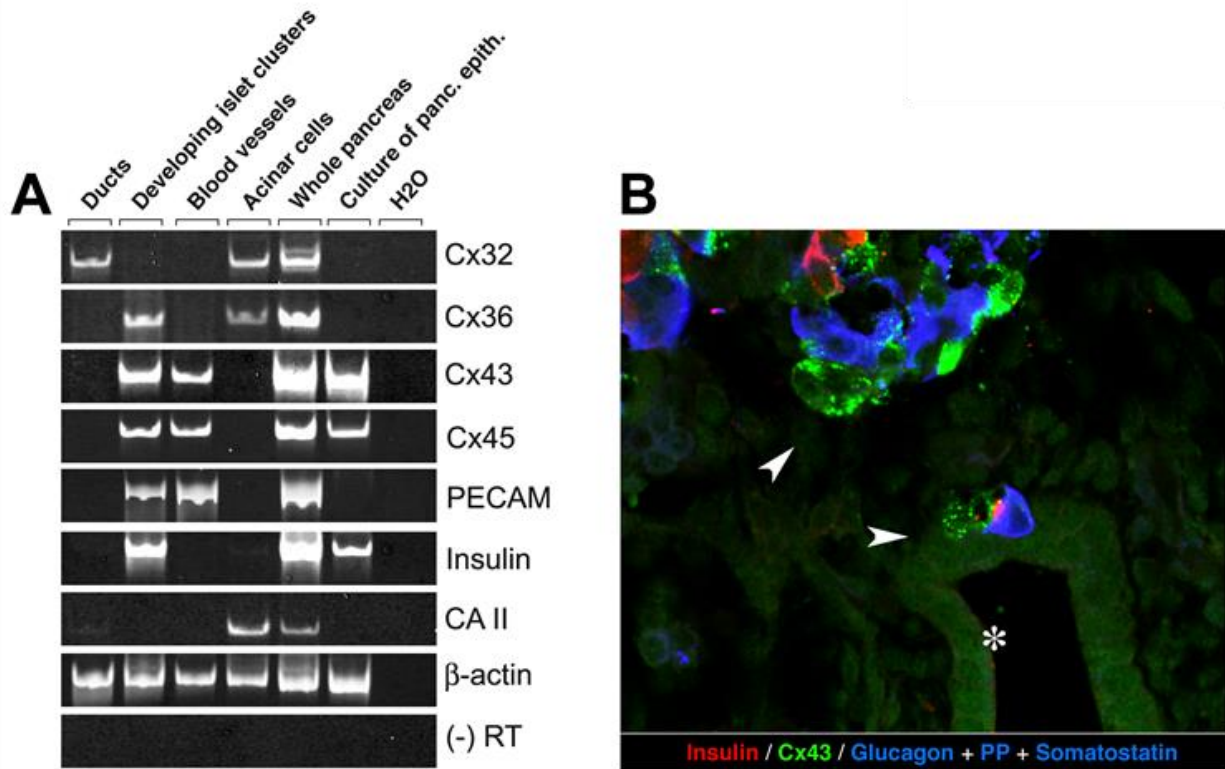 A
Ducts
Developing islet clusters
Blood vessels
Acinar cells
Whole pancreas
Culture of panc. epith.
H2O
Cx32
Cx36
Cx43
Cx45
PECAM
Insulin
CA II
β-actin
(-) RT
B
*
Insulin / Cx43 / Glucagon + PP + Somatostatin